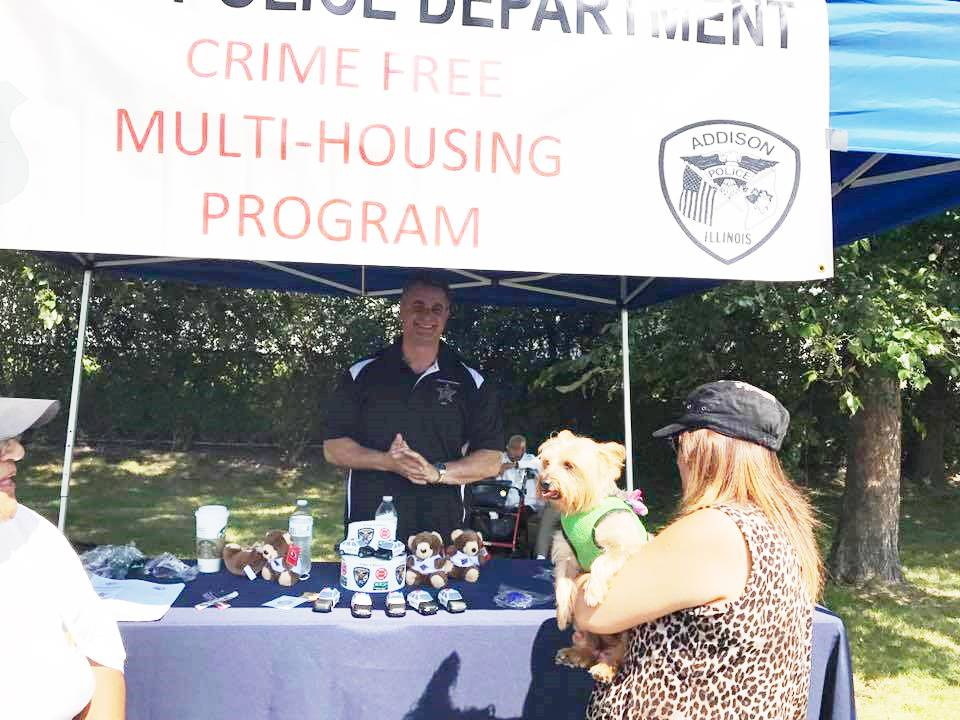 POLICE DEPARTMENT
CRIME FREE
MULTI-HOUSING
PROGRAM
ADDISON
POLICE
ILLINOIS